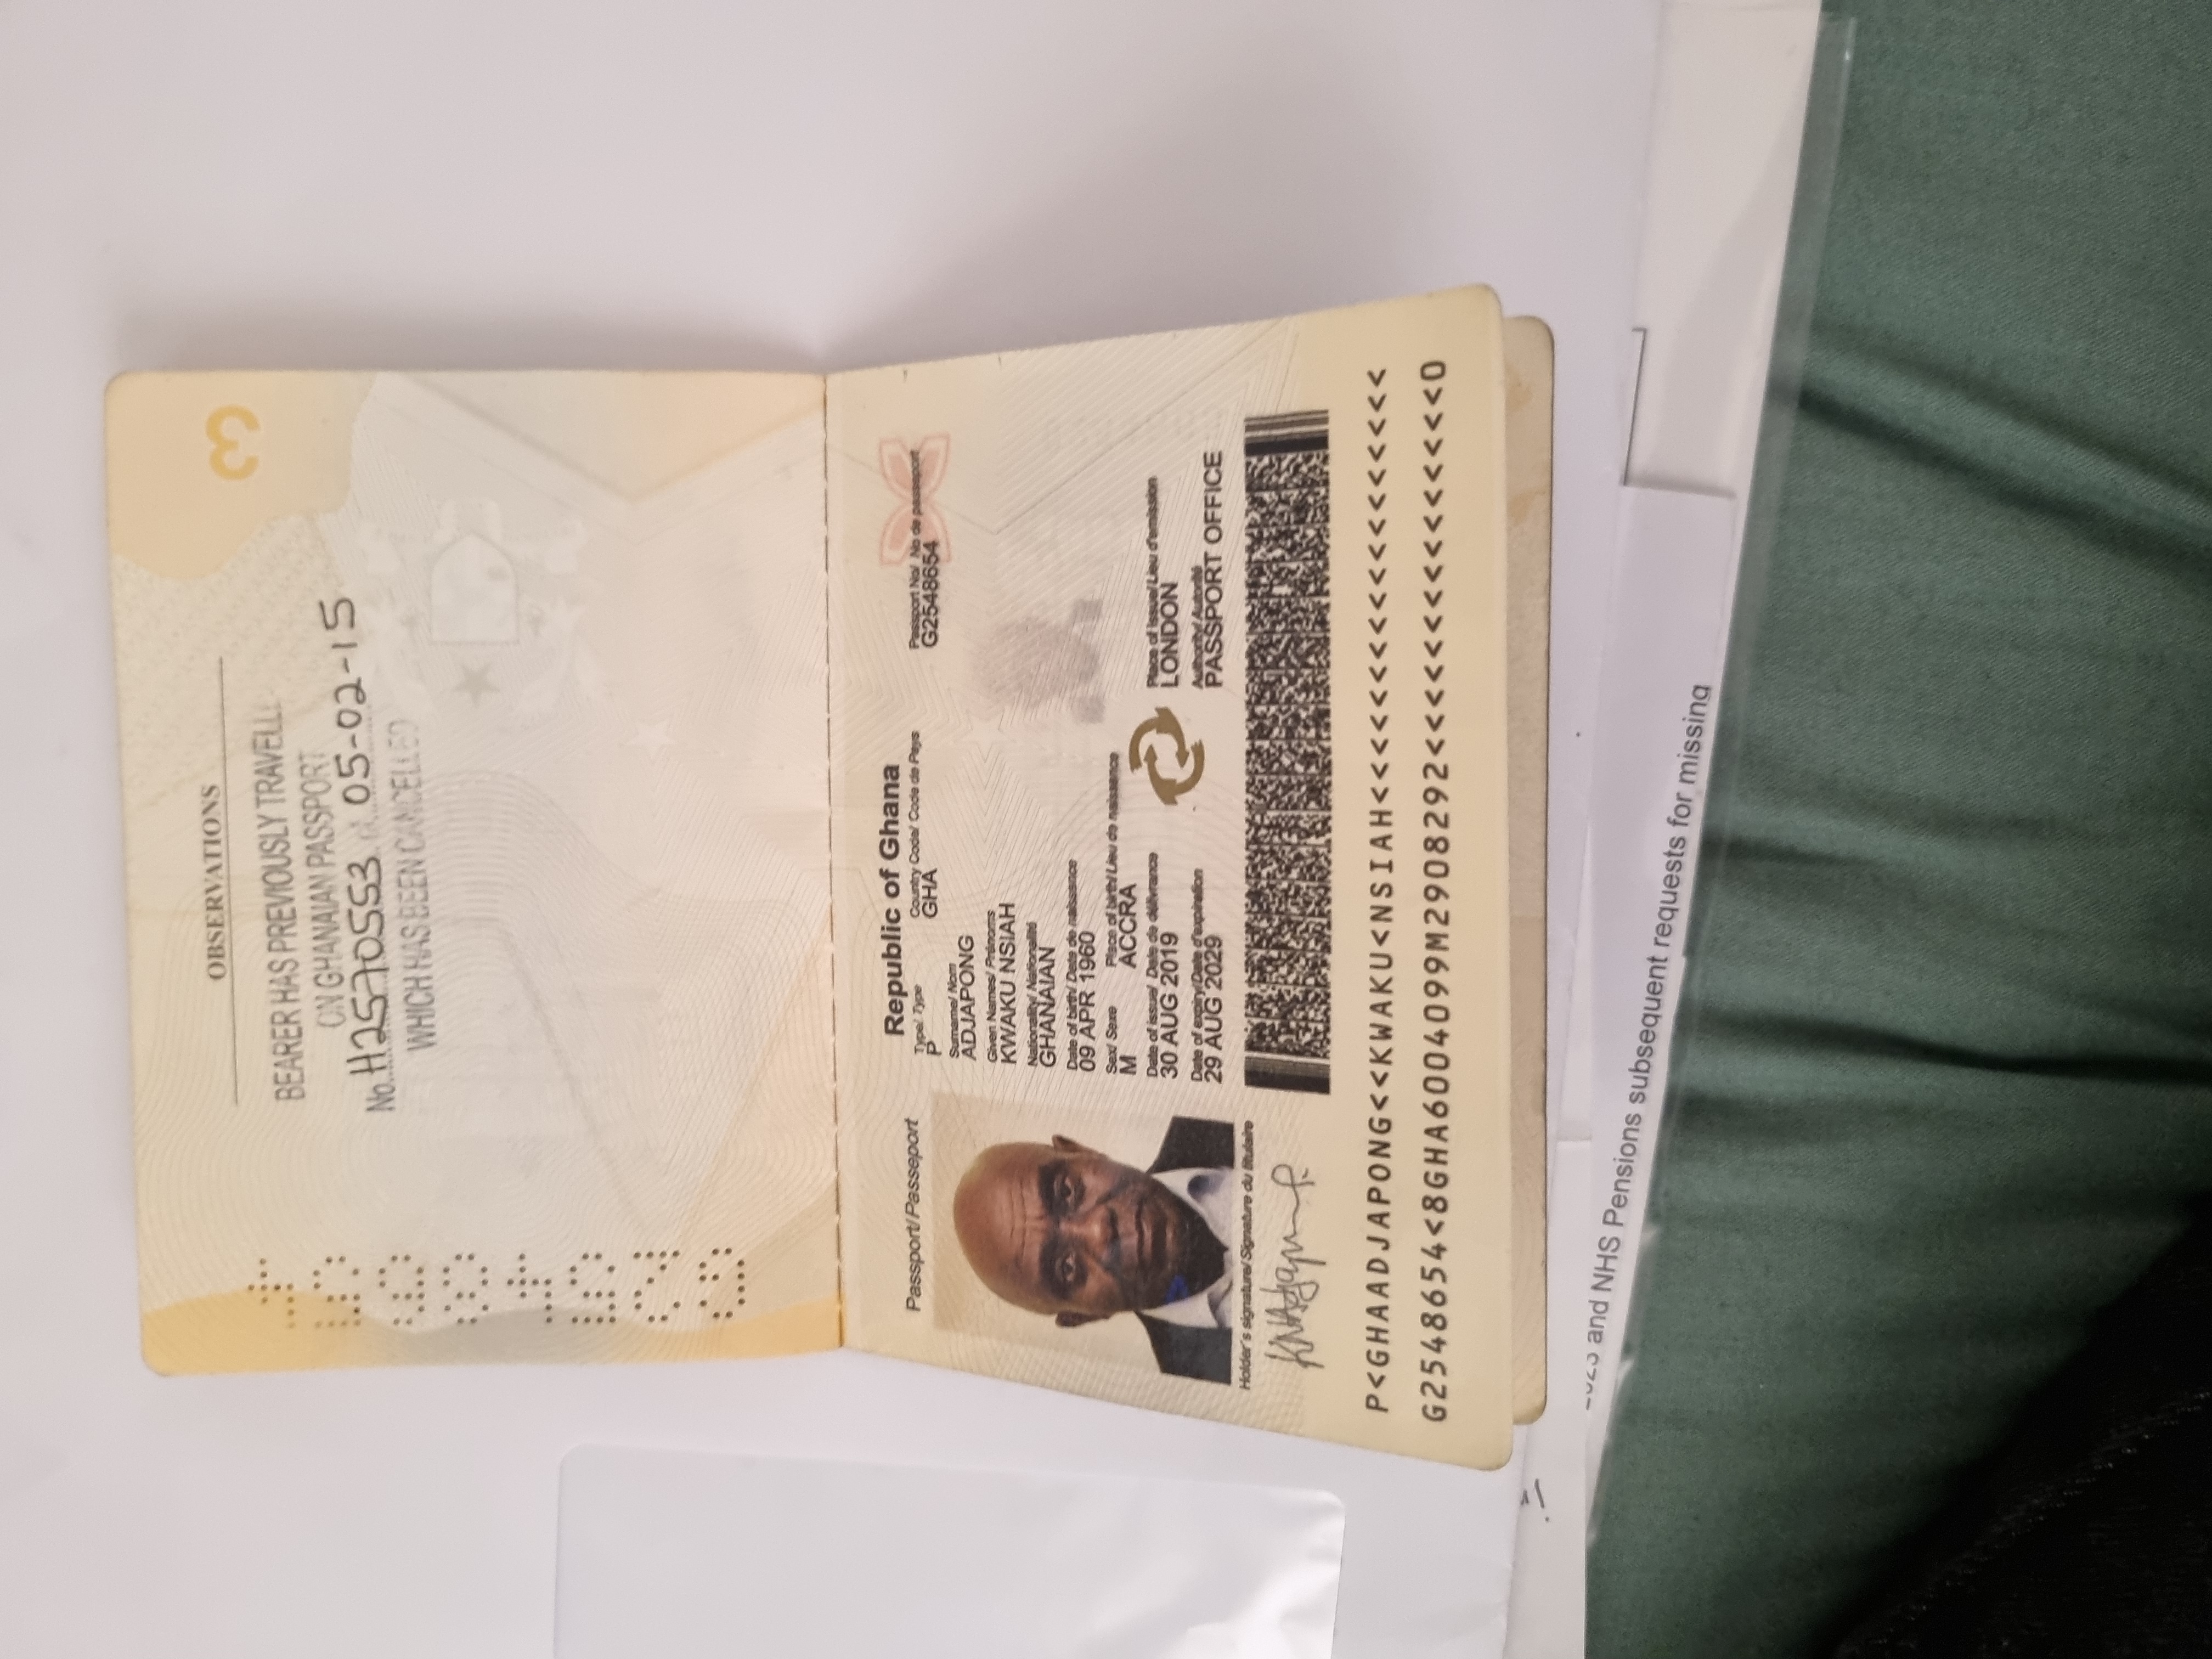 OBSERVATIONS
3
BEARER HAS PREVIOUSLY TRAVELL
ON GHANAIAN PASSPORT
No. H2570553 of 05-02-15
WHICH HAS BEEN CANCELLED
G2548654
Republic of Ghana
Passport/Passeport
Type/ Type
Country Code/ Code de Pays
Passport No/ No de passeport
P
GHA
G2548654
Surname/ Nom
ADJAPONG
Given Names/ Prénoms
KWAKU NSIAH
Nationality/ Nationalité
GHANAIAN
Date of birth/ Date de naissance
09 APR 1960
Sex/ Sexe
Place of birth/ Lieu de naissance
M
ACCRA
Date of issue/ Date de délivrance
Place of issue/ Lieu d'emission
30 AUG 2019
LONDON
Date of expiry/Date d'expiration
Authority/ Autorité
29 AUG 2029
PASSPORT OFFICE
Holder's signature/ Signature du titulaire
P<GHAADJAPONG<<KWAKU<NSIAH<<<<<<<<<<<<<<<<<<
G2548654<8GHA6004099M2908292<<<<<<<<<<<<<<<0
2023 and NHS Pensions subsequent requests for missing